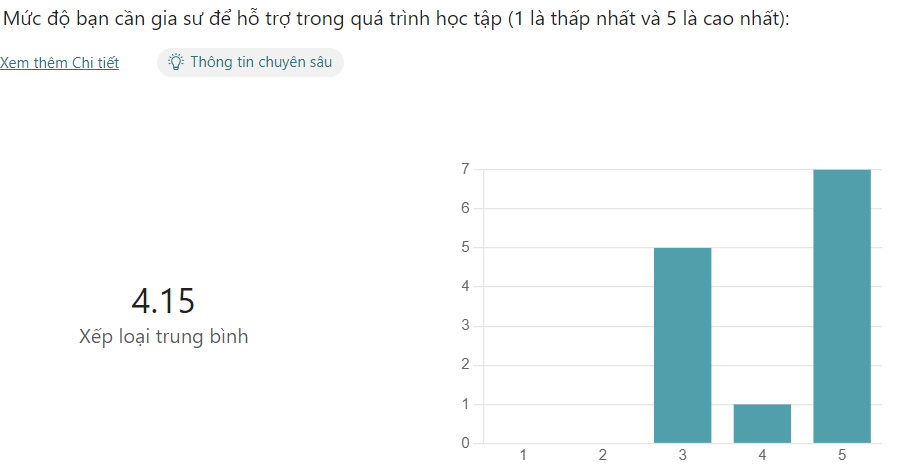 Mức độ bạn cần gia sư để hỗ trợ trong quá trình học tập (1 là thấp nhất và 5 là cao nhất):
Xem thêm Chi tiết
Thông tin chuyên sâu
4.15
Xếp loại trung bình
7
6
5
4
3
2
1
0
1 2 3 4 5